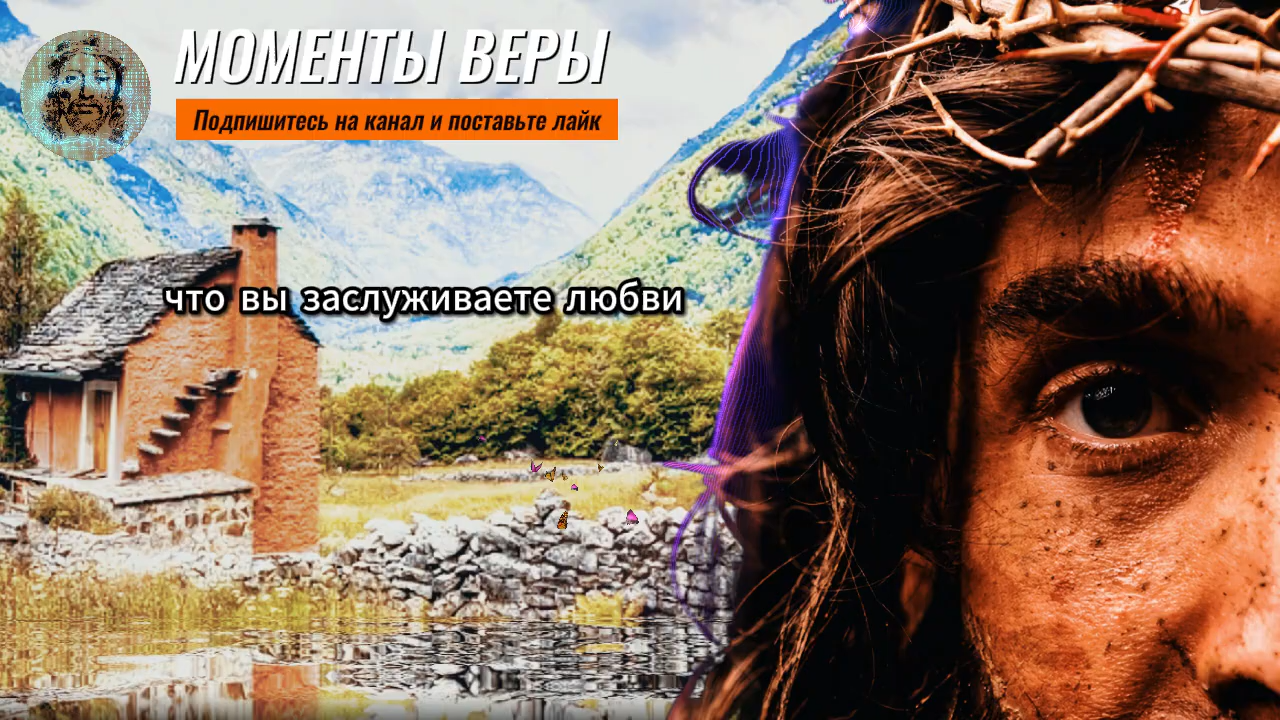 МОМЕНТЫ ВЕРЫ
Подпишитесь на канал и поставьте лайк
что вы заслуживаете любви